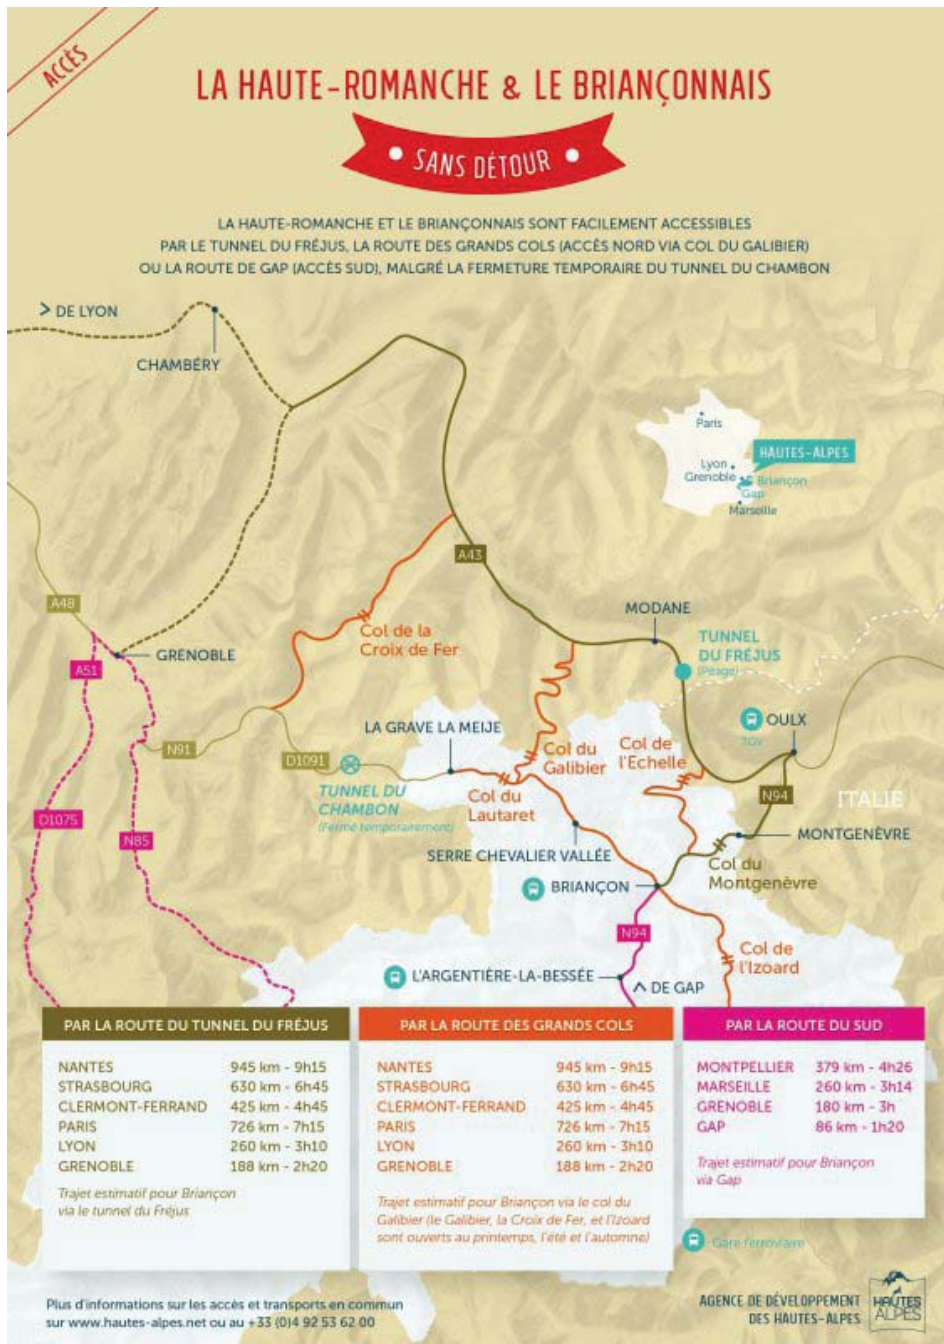 ACCÈS
LA HAUTE-ROMANCHE & LE BRIANÇONNAIS
• SANS DÉTOUR •
LA HAUTE-ROMANCHE ET LE BRIANÇONNAIS SONT FACILEMENT ACCESSIBLES
PAR LE TUNNEL DU FRÉJUS, LA ROUTE DES GRANDS COLS (ACCÈS NORD VIA COL DU GALIBIER)
OU LA ROUTE DE GAP (ACCÈS SUD), MALGRÉ LA FERMETURE TEMPORAIRE DU TUNNEL DU CHAMBON
> DE LYON
CHAMBÉRY
Paris
HAUTES-ALPES
Lyon
Grenoble
Briançon
Gap
Marseille
A43
A48
MODANE
Col de la
Croix de Fer
TUNNEL
DU FRÉJUS
(Péage)
GRENOBLE
A51
OULX
TGV
LA GRAVE LA MEIJE
N91
D1091
Col du
Galibier
Col de
l'Echelle
TUNNEL DU
CHAMBON
(Fermé temporairement)
Col du
Lautaret
N94
ITALIE
D1075
N85
MONTGENÈVRE
SERRE CHEVALIER VALLÉE
Col du
Montgenèvre
BRIANÇON
N94
Col de
l'Izoard
L'ARGENTIÈRE-LA-BESSÉE
^ DE GAP
PAR LA ROUTE DU TUNNEL DU FRÉJUS
NANTES 945 km - 9h15
STRASBOURG 630 km - 6h45
CLERMONT-FERRAND 425 km - 4h45
PARIS 726 km - 7h15
LYON 260 km - 3h10
GRENOBLE 188 km - 2h20
Trajet estimatif pour Briançon
via le tunnel du Fréjus
PAR LA ROUTE DES GRANDS COLS
NANTES 945 km - 9h15
STRASBOURG 630 km - 6h45
CLERMONT-FERRAND 425 km - 4h45
PARIS 726 km - 7h15
LYON 260 km - 3h10
GRENOBLE 188 km - 2h20
Trajet estimatif pour Briançon via le col du
Galibier (le Galibier, la Croix de Fer, et l'Izoard
sont ouverts au printemps, l'été et l'automne)
PAR LA ROUTE DU SUD
MONTPELLIER 379 km - 4h26
MARSEILLE 260 km - 3h14
GRENOBLE 180 km - 3h
GAP 86 km - 1h20
Trajet estimatif pour Briançon
via Gap
Gare ferroviaire
Plus d'informations sur les accès et transports en commun
sur www.hautes-alpes.net ou au +33 (0)4 92 53 62 00
AGENCE DE DÉVELOPPEMENT
DES HAUTES-ALPES
HAUTES
ALPES